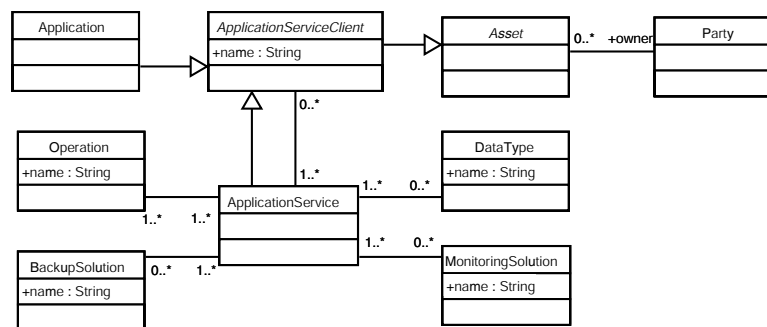 Application
ApplicationServiceClient
+name : String
Asset
0..*
+owner
Party
0..*
1..*
Operation
+name : String
1..*
1..*
ApplicationService
1..*
0..*
DataType
+name : String
BackupSolution
+name : String
0..*
1..*
1..*
0..*
MonitoringSolution
+name : String